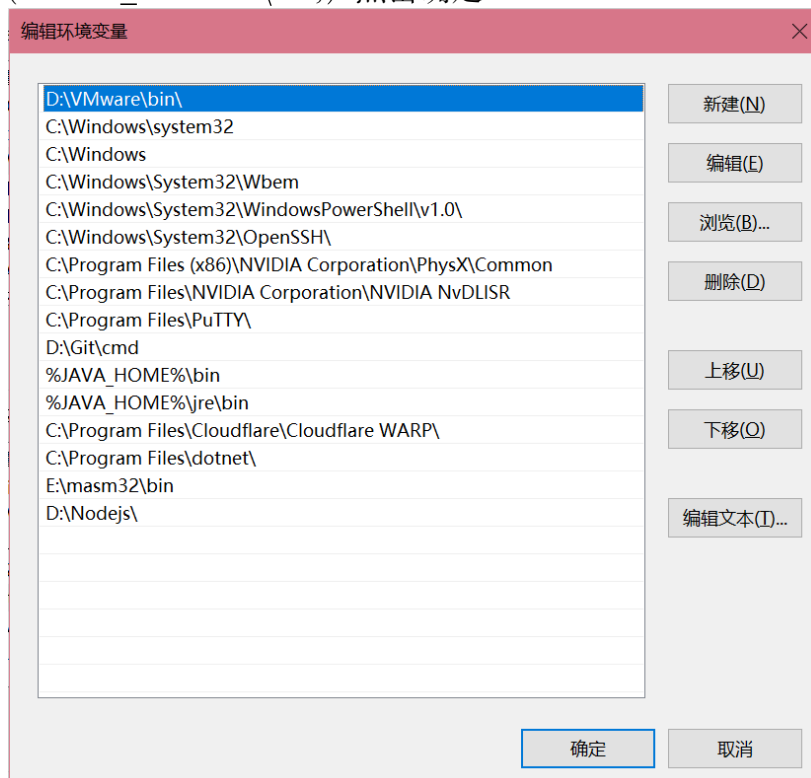 编辑环境变量
D:\VMware\bin\
C:\Windows\system32
C:\Windows
C:\Windows\System32\Wbem
C:\Windows\System32\WindowsPowerShell\v1.0\
C:\Windows\System32\OpenSSH\
C:\Program Files (x86)\NVIDIA Corporation\PhysX\Common
C:\Program Files\NVIDIA Corporation\NVIDIA NvDLISR
C:\Program Files\PuTTY\
D:\Git\cmd
%JAVA_HOME%\bin
%JAVA_HOME%\jre\bin
C:\Program Files\Cloudflare\Cloudflare WARP\
C:\Program Files\dotnet\
E:\masm32\bin
D:\Nodejs\
新建(N)
编辑(E)
浏览(B)...
删除(D)
上移(U)
下移(O)
编辑文本(T)...
确定
取消